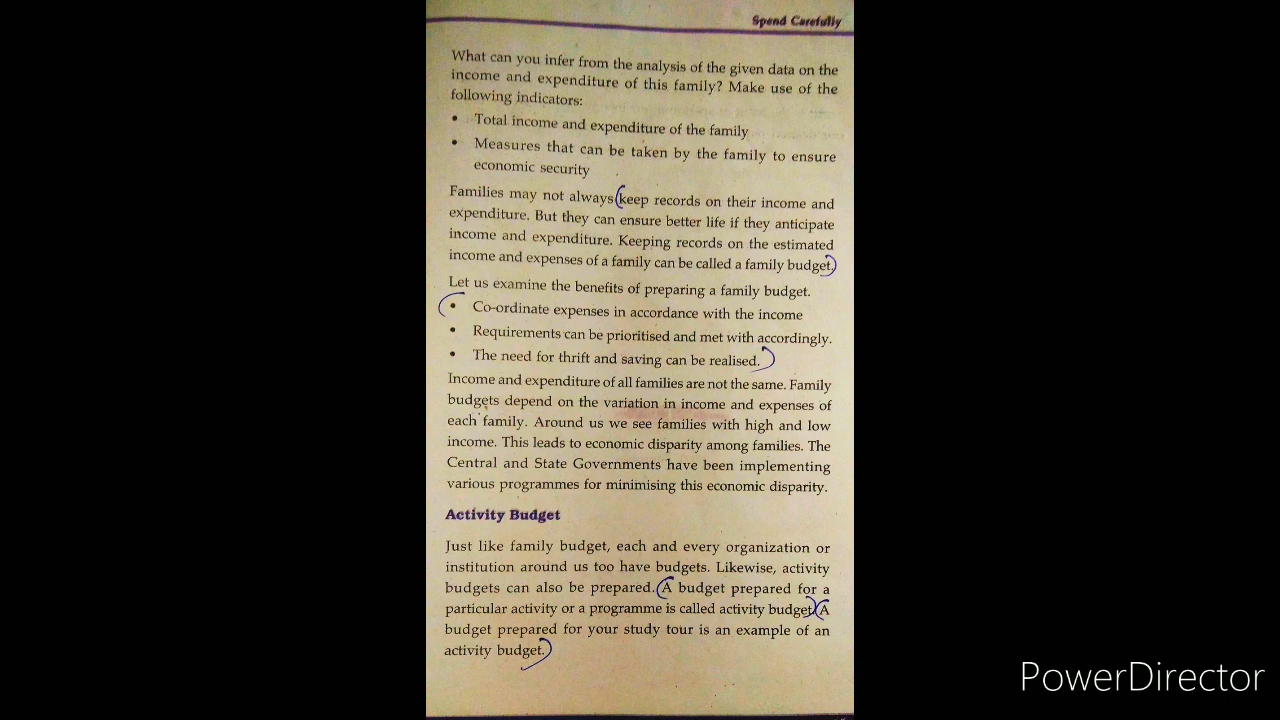 Spend Carefully
What can you infer from the analysis of the given data on the
income and expenditure of this family? Make use of the
following indicators:
• Total income and expenditure of the family
• Measures that can be taken by the family to ensure
economic security
Families may not always keep records on their income and
expenditure. But they can ensure better life if they anticipate
income and expenditure. Keeping records on the estimated
income and expenses of a family can be called a family budget.
Let us examine the benefits of preparing a family budget.
• Co-ordinate expenses in accordance with the income
• Requirements can be prioritised and met with accordingly.
• The need for thrift and saving can be realised.
Income and expenditure of all families are not the same. Family
budgets depend on the variation in income and expenses of
each family. Around us we see families with high and low
income. This leads to economic disparity among families. The
Central and State Governments have been implementing
various programmes for minimising this economic disparity.
Activity Budget
Just like family budget, each and every organization or
institution around us too have budgets. Likewise, activity
budgets can also be prepared. A budget prepared for a
particular activity or a programme is called activity budget. A
budget prepared for your study tour is an example of an
activity budget.
PowerDirector